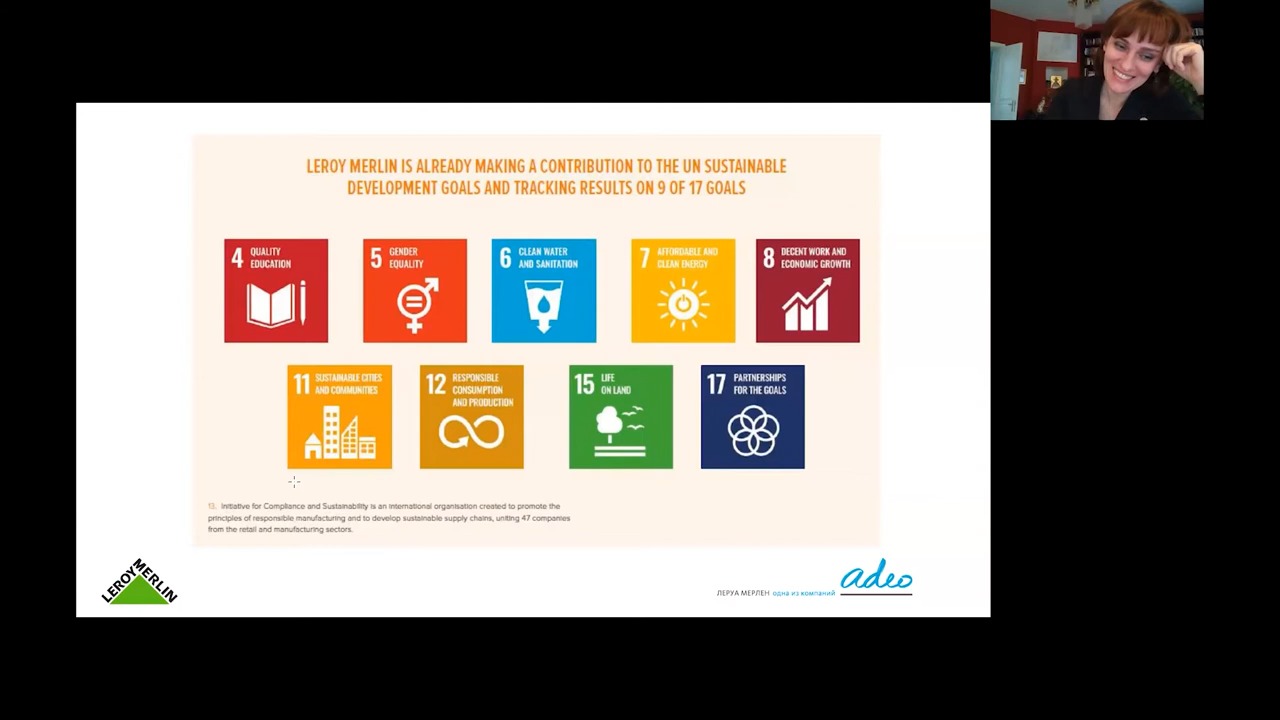 LEROY MERLIN IS ALREADY MAKING A CONTRIBUTION TO THE UN SUSTAINABLE
DEVELOPMENT GOALS AND TRACKING RESULTS ON 9 OF 17 GOALS
4 QUALITY
EDUCATION
5 GENDER
EQUALITY
6 CLEAN WATER
AND SANITATION
7 AFFORDABLE AND
CLEAN ENERGY
8 DECENT WORK AND
ECONOMIC GROWTH
11 SUSTAINABLE CITIES
AND COMMUNITIES
12 RESPONSIBLE
CONSUMPTION
AND PRODUCTION
15 LIFE
ON LAND
17 PARTNERSHIPS
FOR THE GOALS
13. Initiative for Compliance and Sustainability is an international organisation created to promote the
principles of responsible manufacturing and to develop sustainable supply chains, uniting 47 companies
from the retail and manufacturing sectors.
LEROY MERLIN
ЛЕРУА МЕРЛЕН одна из компаний adeo